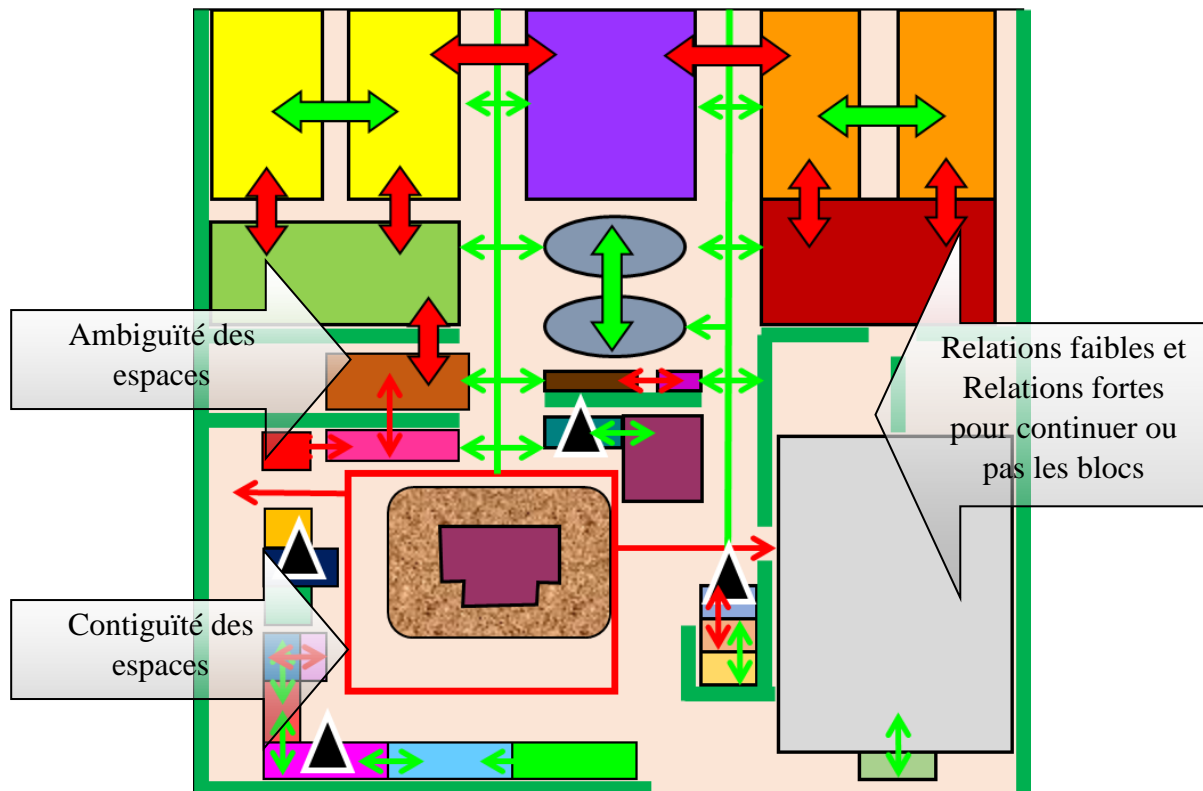 Ambiguïté des
espaces
Relations faibles et
Relations fortes
pour continuer ou
pas les blocs
Contiguïté des
espaces